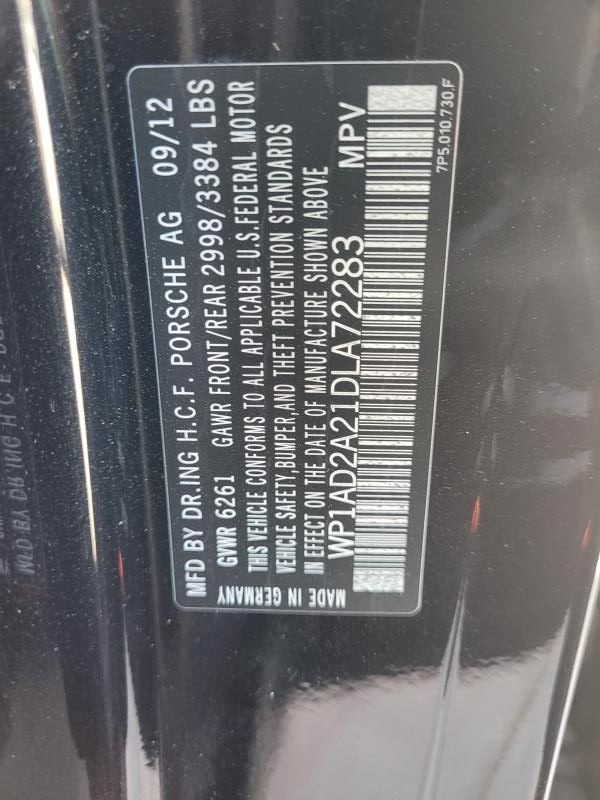 MFD BY DR.ING H.C.F. PORSCHE AG 09/12
GVWR 6261 GAWR FRONT/REAR 2998/3384 LBS
THIS VEHICLE CONFORMS TO ALL APPLICABLE U.S.FEDERAL MOTOR
VEHICLE SAFETY,BUMPER,AND THEFT PREVENTION STANDARDS
IN EFFECT ON THE DATE OF MANUFACTURE SHOWN ABOVE
MADE IN GERMANY WP1AD2A21DLA72283 MPV
7P5.010.730.F